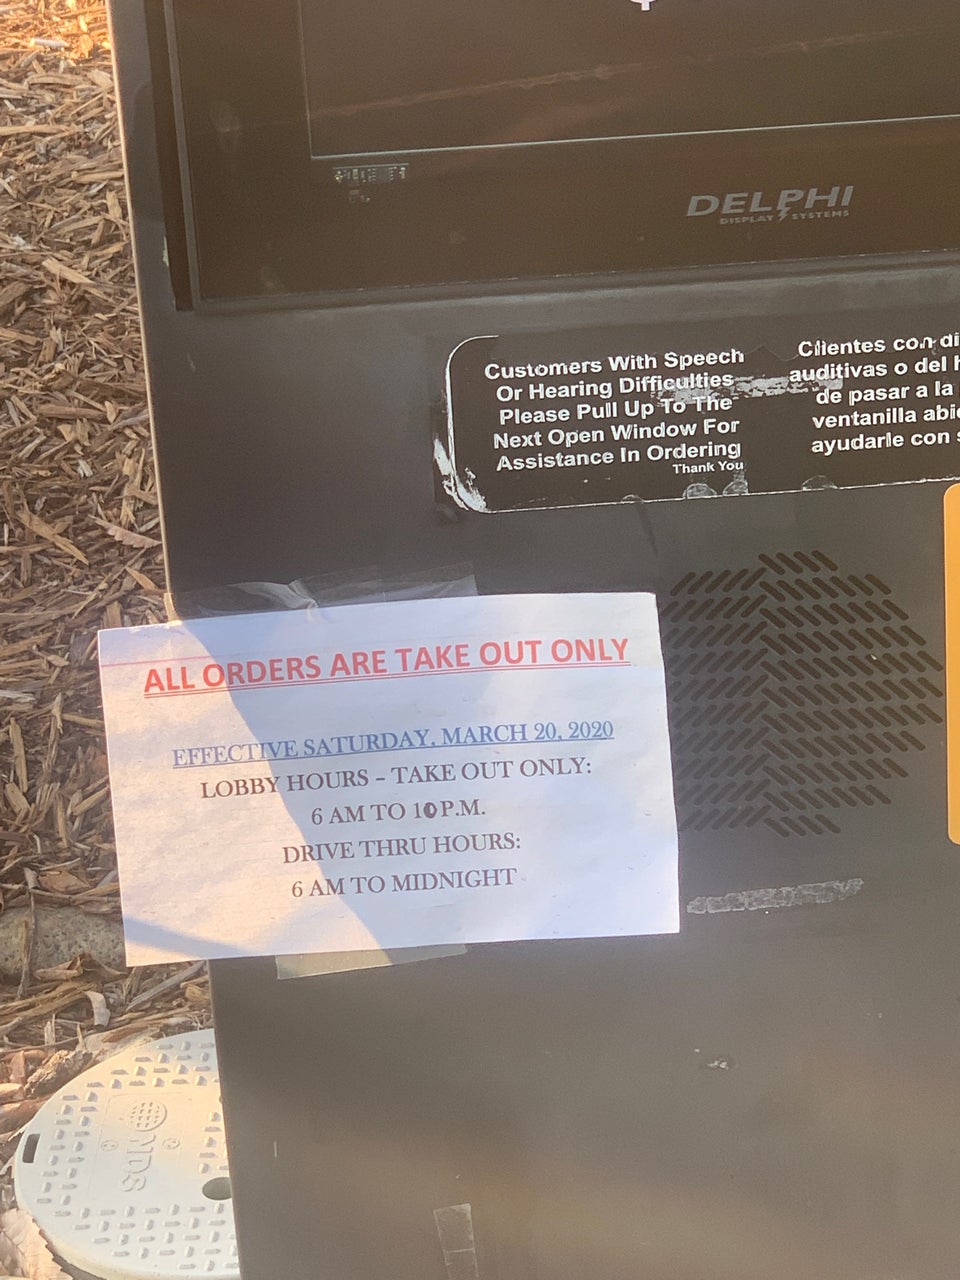 DELPHI
DISPLAY SYSTEMS
Customers With Speech
Or Hearing Difficulties
Please Pull Up To The
Next Open Window For
Assistance In Ordering
Thank You
Clientes con di
auditivas o del h
de pasar a la
ventanilla abie
ayudarle con s
ALL ORDERS ARE TAKE OUT ONLY
EFFECTIVE SATURDAY, MARCH 20, 2020
LOBBY HOURS – TAKE OUT ONLY:
6 AM TO 10 P.M.
DRIVE THRU HOURS:
6 AM TO MIDNIGHT
NDS